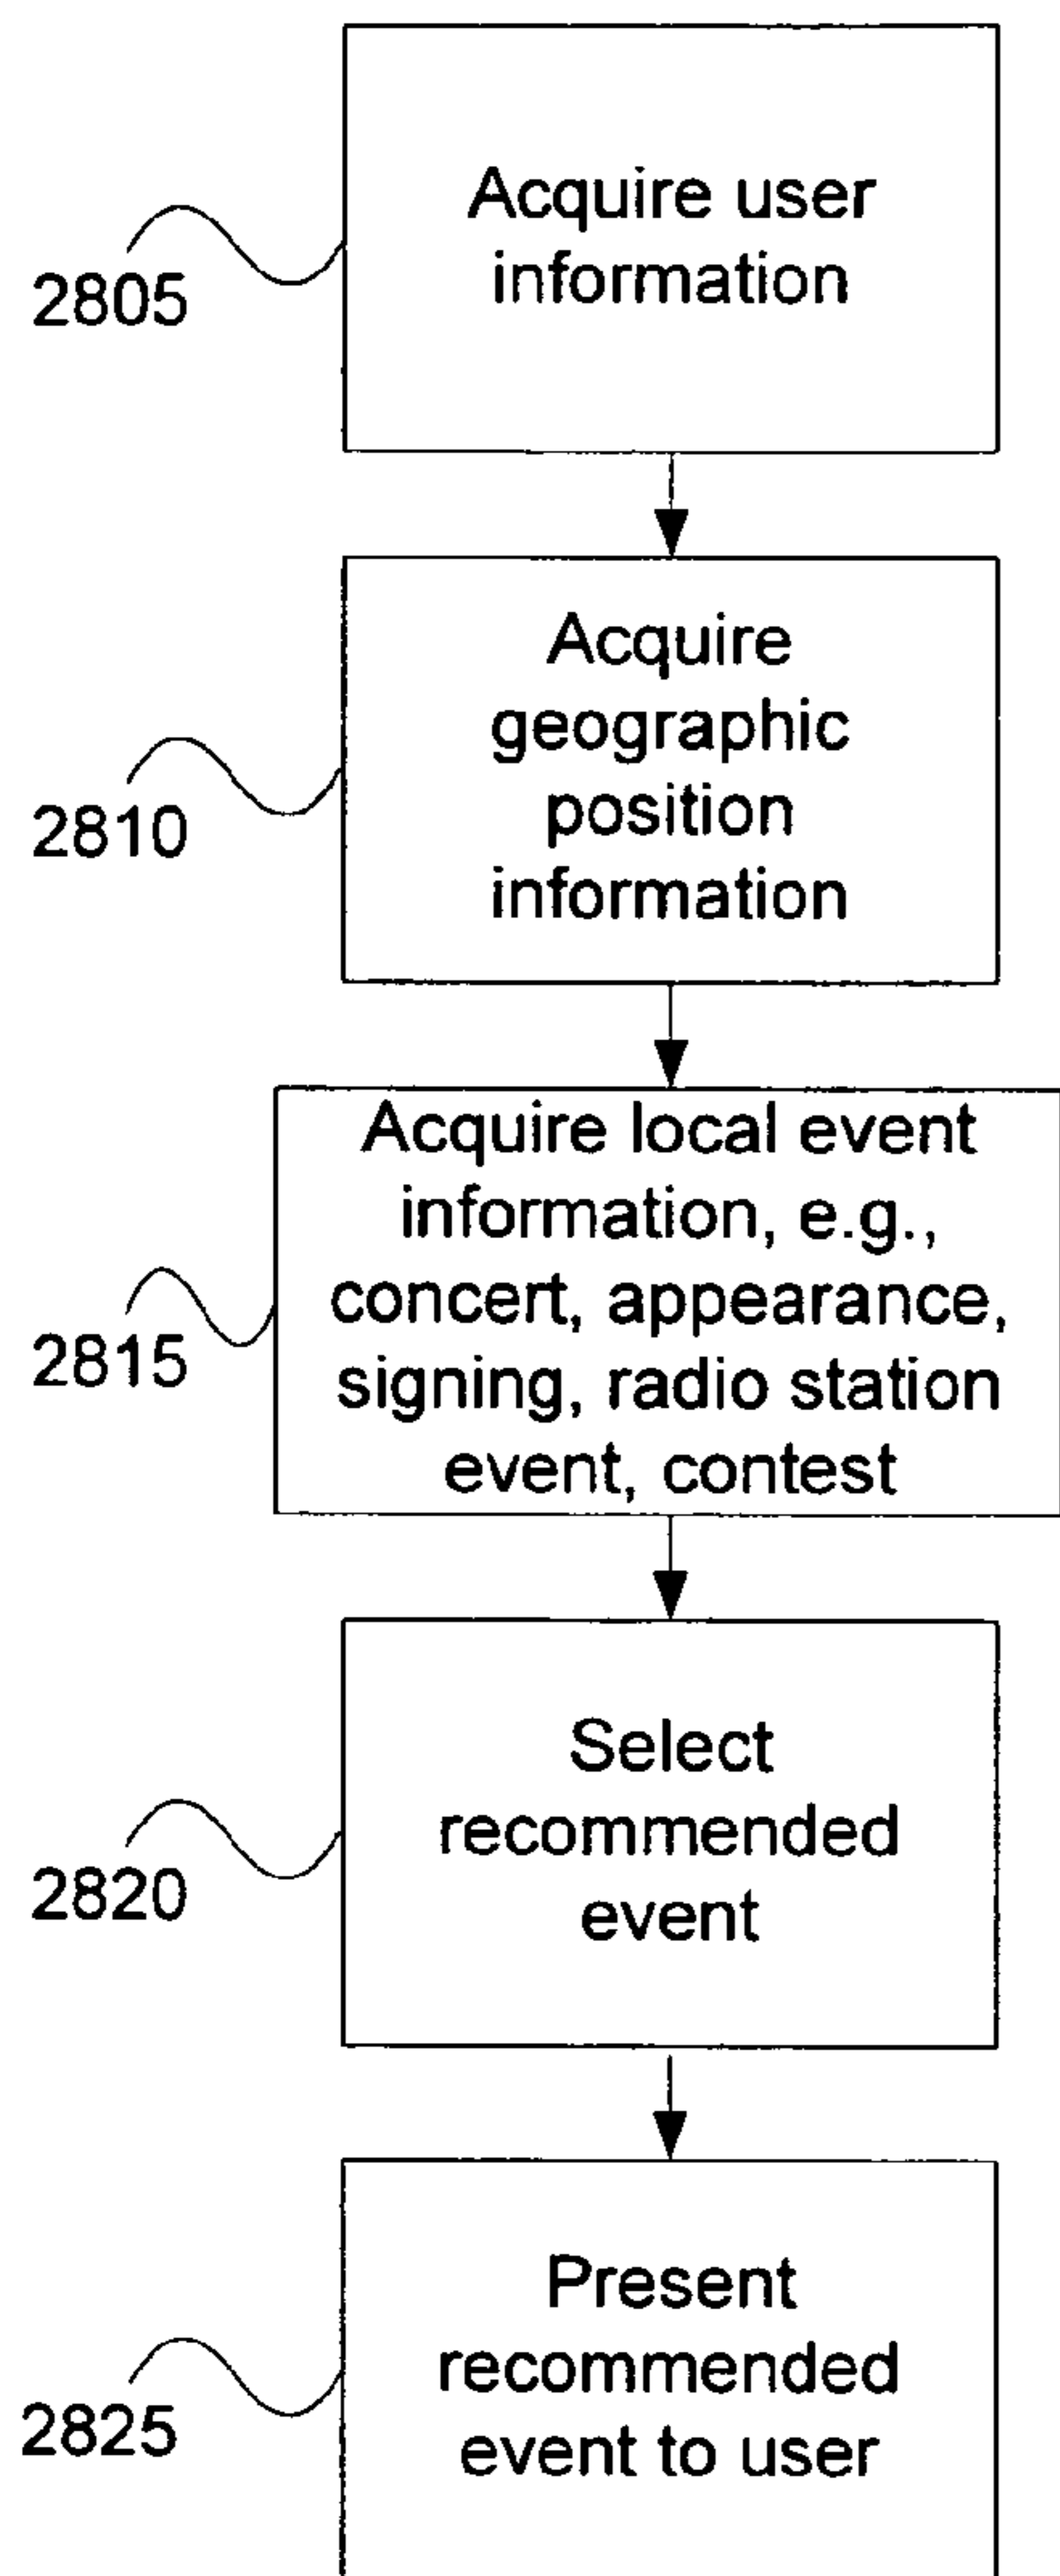 Acquire user
information
2805
Acquire
geographic
position
information
2810
Acquire local event
information, e.g.,
concert, appearance,
signing, radio station
event, contest
2815
Select
recommended
event
2820
Present
recommended
event to user
2825